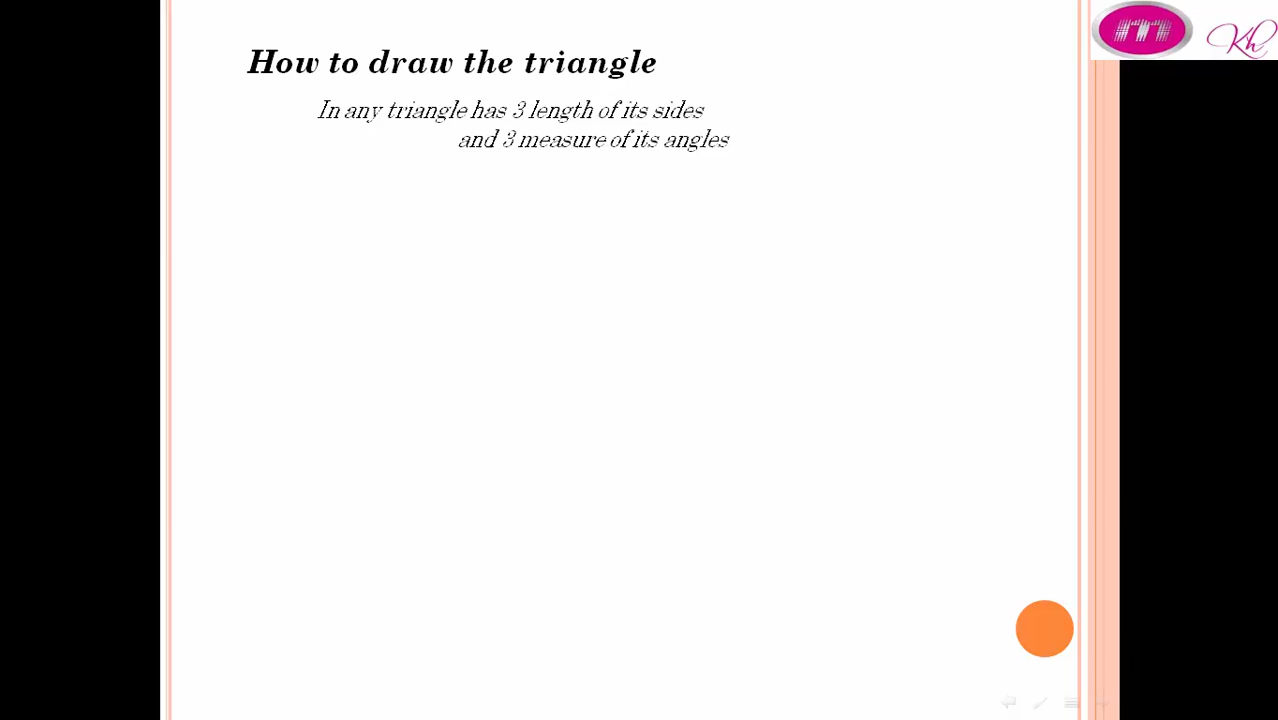 How to draw the triangle
In any triangle has 3 length of its sides
and 3 measure of its angles
m
Kh